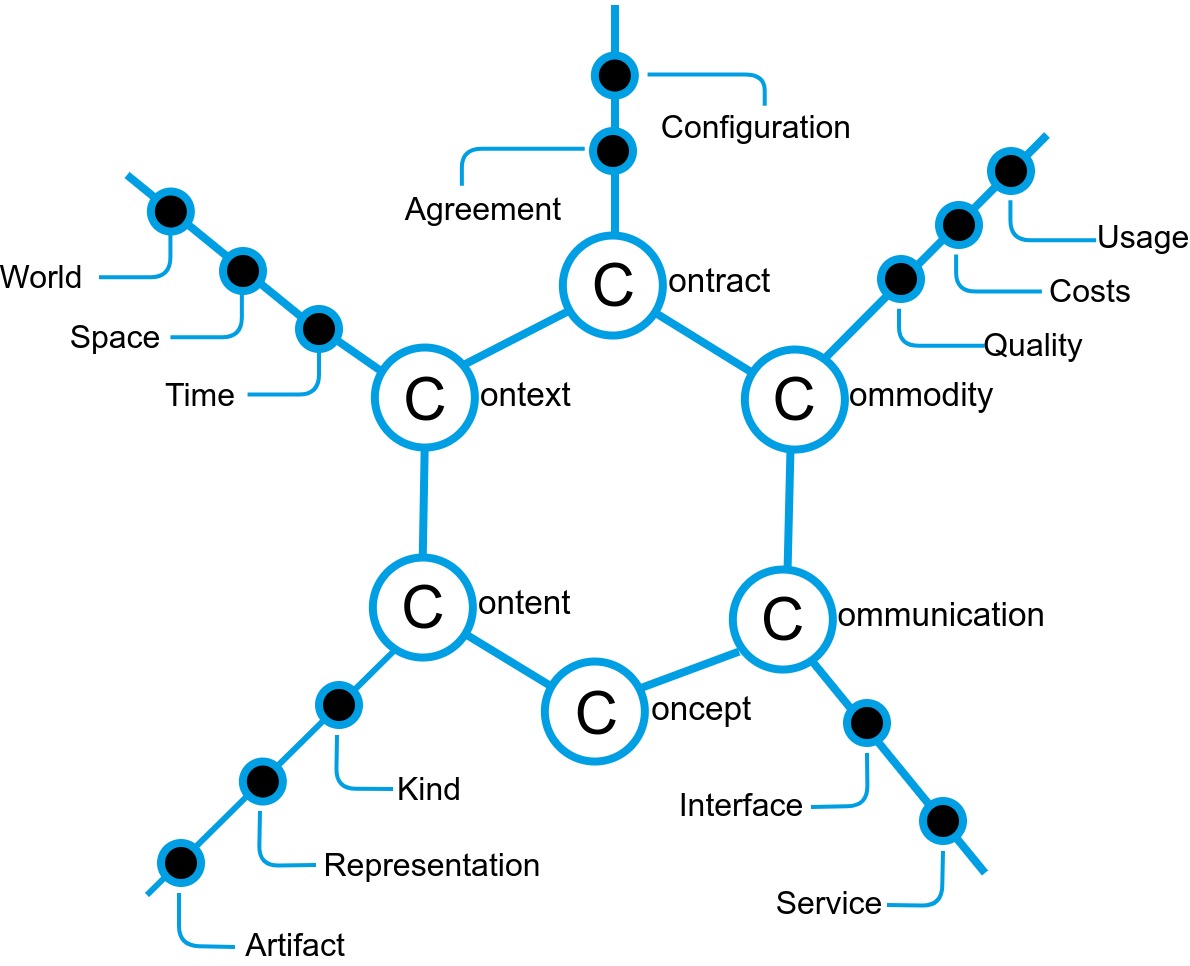 Configuration
Agreement
Usage
World
Contract
Costs
Space
Quality
Time
Context
Commodity
Content
Communication
Concept
Kind
Interface
Representation
Service
Artifact